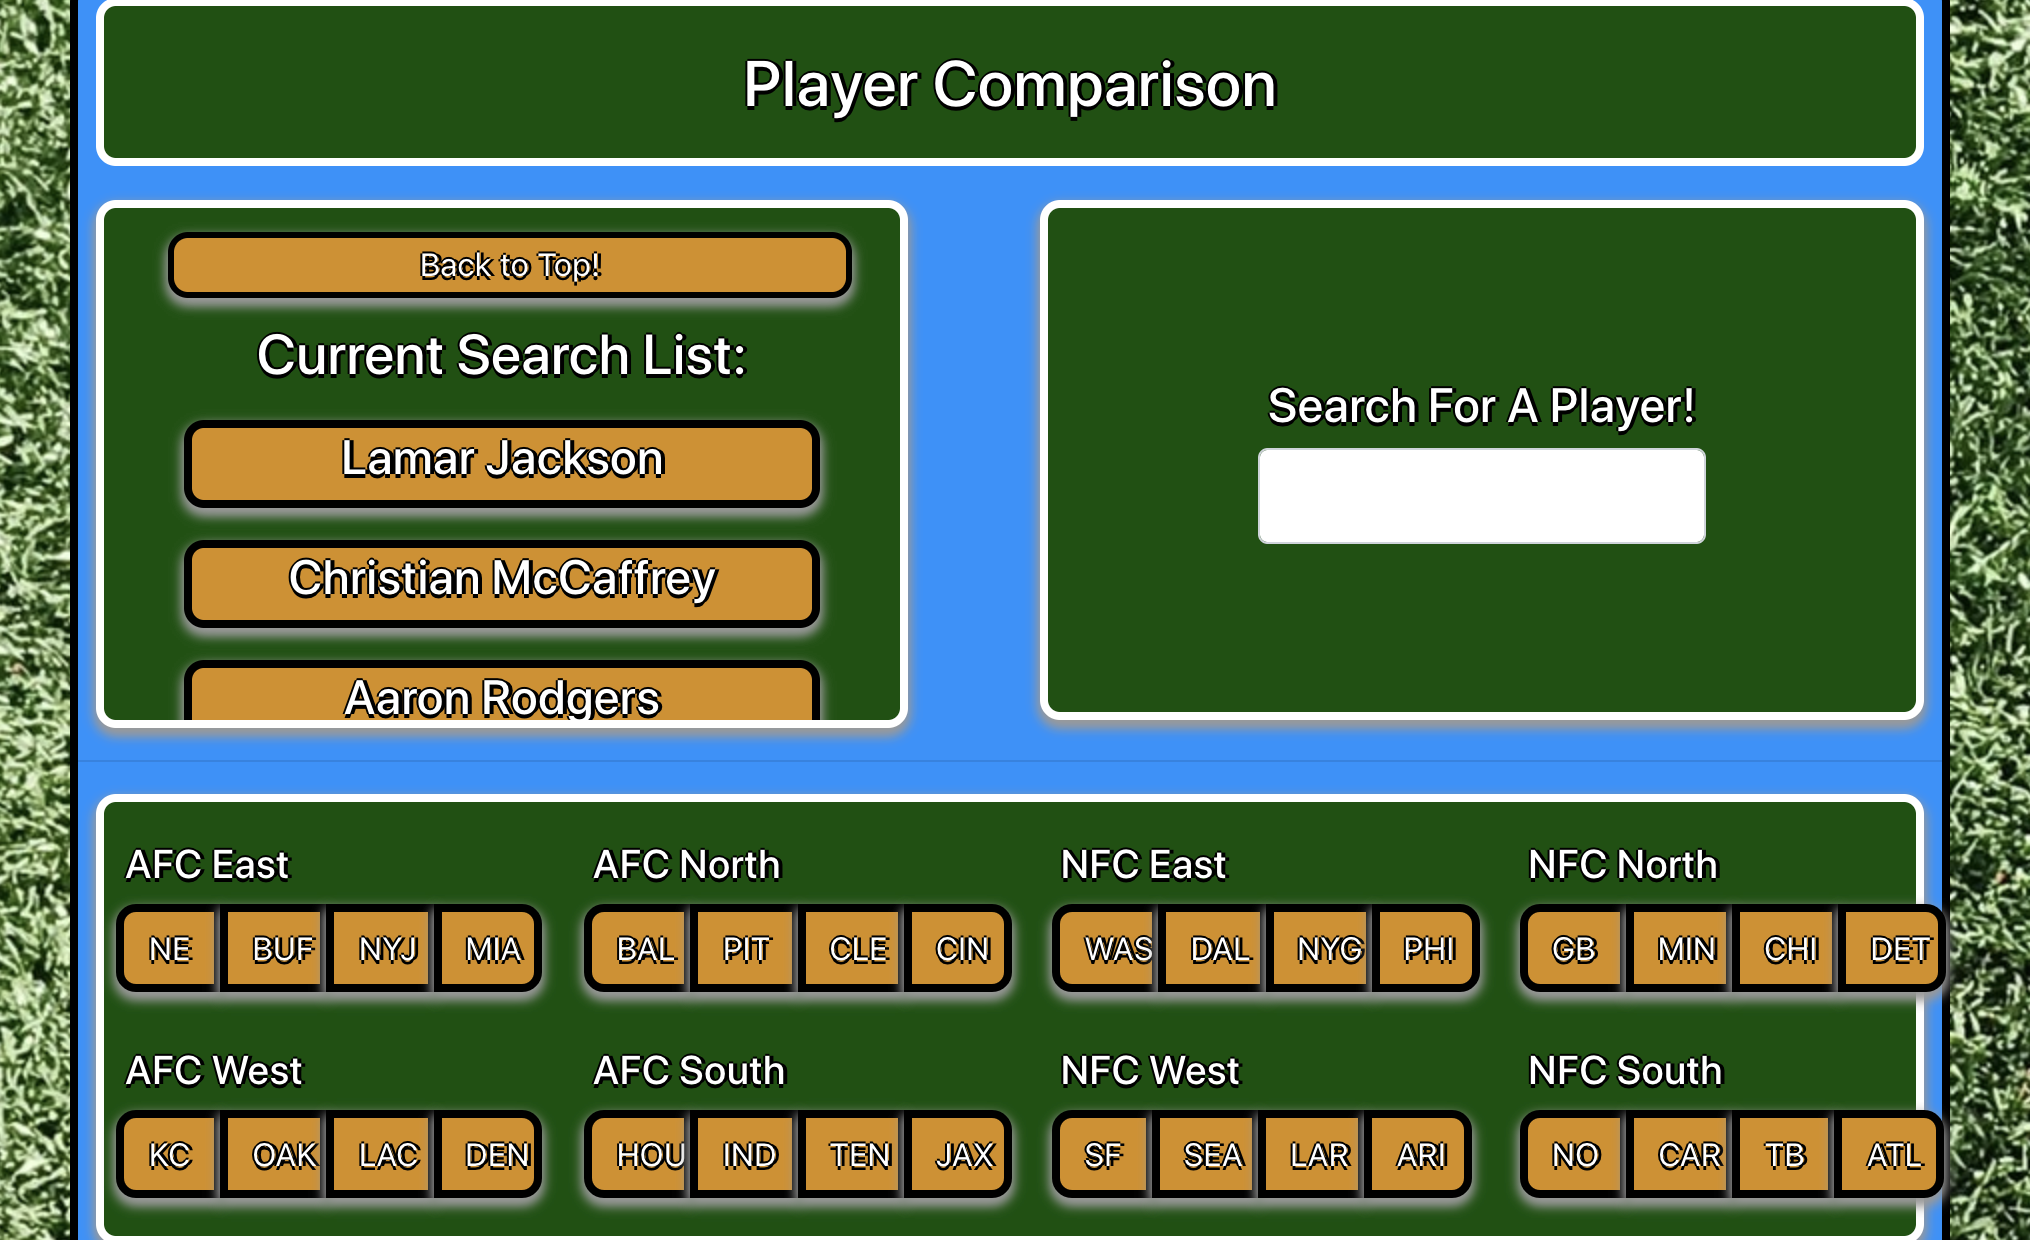 Player Comparison
Back to Top!
Current Search List:
Lamar Jackson
Christian McCaffrey
Aaron Rodgers
Search For A Player!
AFC East
NE BUF NYJ MIA
AFC North
BAL PIT CLE CIN
NFC East
WAS DAL NYG PHI
NFC North
GB MIN CHI DET
AFC West
KC OAK LAC DEN
AFC South
HOU IND TEN JAX
NFC West
SF SEA LAR ARI
NFC South
NO CAR TB ATL